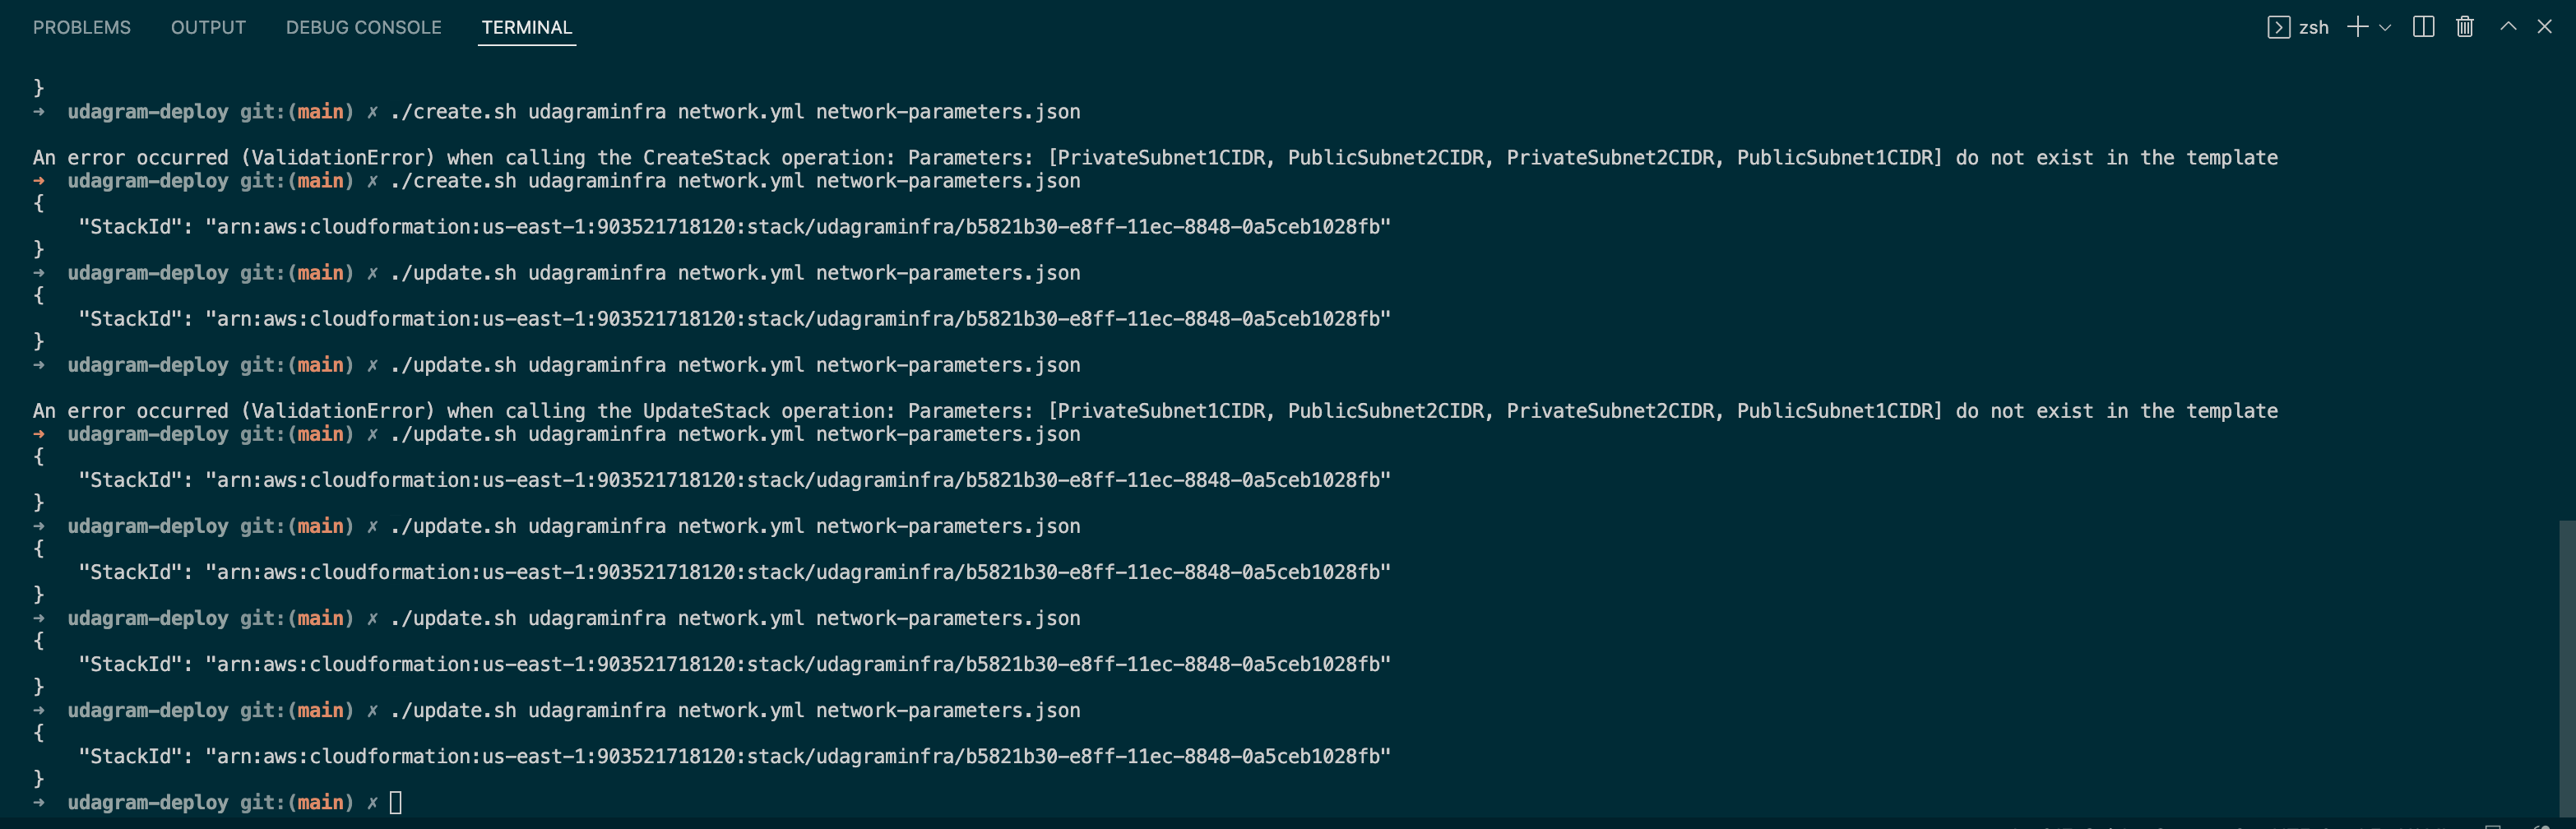 PROBLEMS OUTPUT DEBUG CONSOLE TERMINAL zsh
}
➜ udagram-deploy git:(main) ✗ ./create.sh udagraminfra network.yml network-parameters.json
An error occurred (ValidationError) when calling the CreateStack operation: Parameters: [PrivateSubnet1CIDR, PublicSubnet2CIDR, PrivateSubnet2CIDR, PublicSubnet1CIDR] do not exist in the template
➜ udagram-deploy git:(main) ✗ ./create.sh udagraminfra network.yml network-parameters.json
{
"StackId": "arn:aws:cloudformation:us-east-1:903521718120:stack/udagraminfra/b5821b30-e8ff-11ec-8848-0a5ceb1028fb"
}
➜ udagram-deploy git:(main) ✗ ./update.sh udagraminfra network.yml network-parameters.json
{
"StackId": "arn:aws:cloudformation:us-east-1:903521718120:stack/udagraminfra/b5821b30-e8ff-11ec-8848-0a5ceb1028fb"
}
➜ udagram-deploy git:(main) ✗ ./update.sh udagraminfra network.yml network-parameters.json
An error occurred (ValidationError) when calling the UpdateStack operation: Parameters: [PrivateSubnet1CIDR, PublicSubnet2CIDR, PrivateSubnet2CIDR, PublicSubnet1CIDR] do not exist in the template
➜ udagram-deploy git:(main) ✗ ./update.sh udagraminfra network.yml network-parameters.json
{
"StackId": "arn:aws:cloudformation:us-east-1:903521718120:stack/udagraminfra/b5821b30-e8ff-11ec-8848-0a5ceb1028fb"
}
➜ udagram-deploy git:(main) ✗ ./update.sh udagraminfra network.yml network-parameters.json
{
"StackId": "arn:aws:cloudformation:us-east-1:903521718120:stack/udagraminfra/b5821b30-e8ff-11ec-8848-0a5ceb1028fb"
}
➜ udagram-deploy git:(main) ✗ ./update.sh udagraminfra network.yml network-parameters.json
{
"StackId": "arn:aws:cloudformation:us-east-1:903521718120:stack/udagraminfra/b5821b30-e8ff-11ec-8848-0a5ceb1028fb"
}
➜ udagram-deploy git:(main) ✗ ./update.sh udagraminfra network.yml network-parameters.json
{
"StackId": "arn:aws:cloudformation:us-east-1:903521718120:stack/udagraminfra/b5821b30-e8ff-11ec-8848-0a5ceb1028fb"
}
➜ udagram-deploy git:(main) ✗